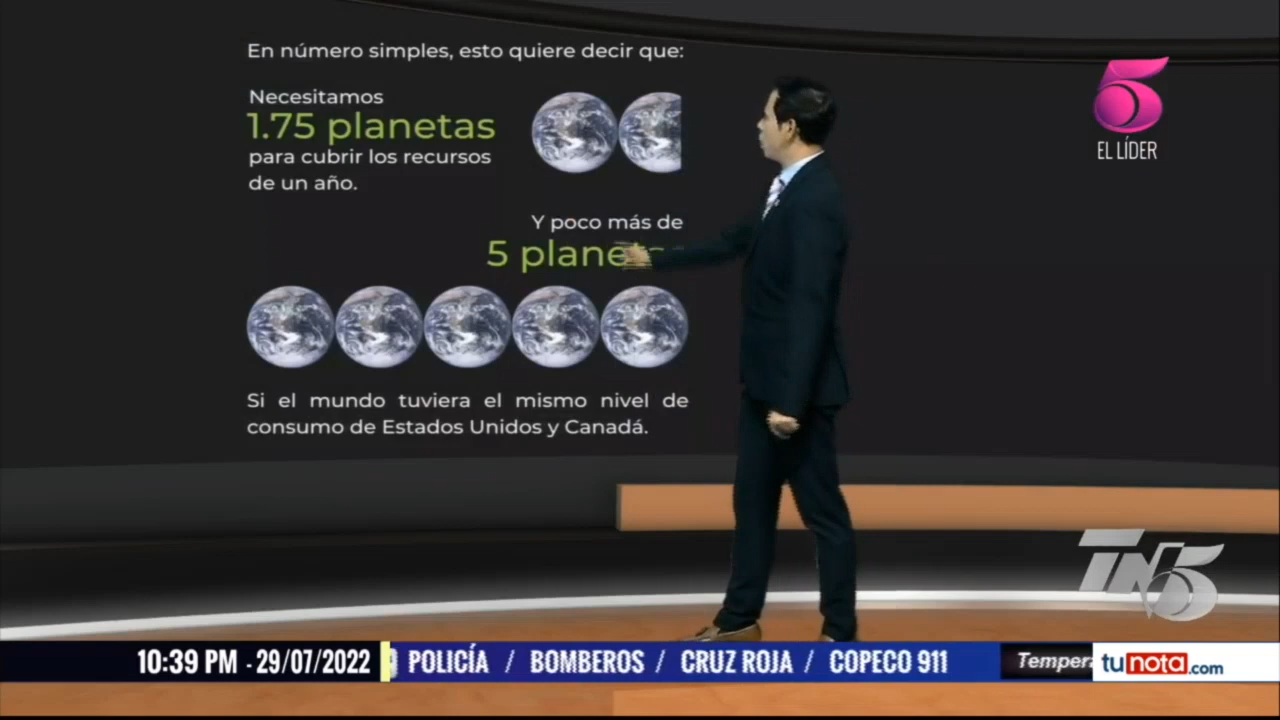 En número simples, esto quiere decir que:
Necesitamos
1.75 planetas
para cubrir los recursos
de un año.
Y poco más de
5
Si el mundo tuviera el mismo nivel de
consumo de Estados Unidos y Canadá.
5
EL LÍDER
TN5
10:39 PM - 29/07/2022
POLICÍA / BOMBEROS / CRUZ ROJA / COPECO 911
tunota.com